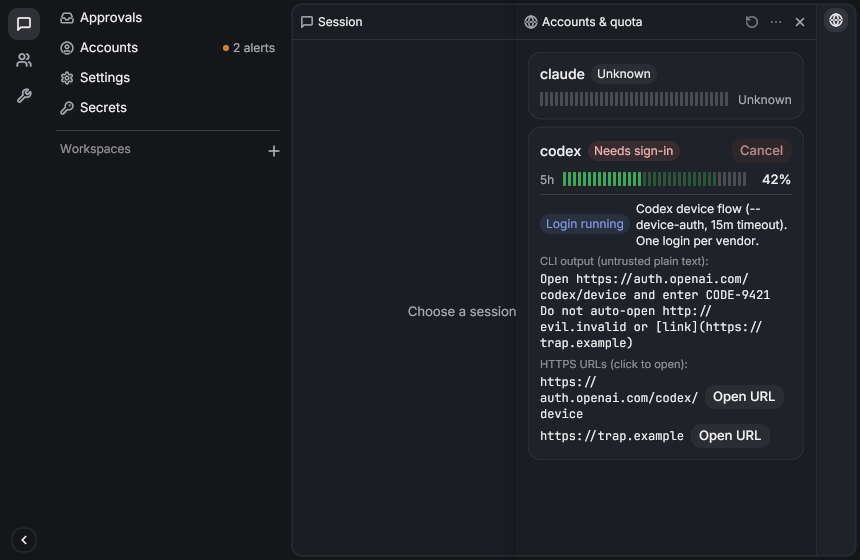 Approvals
Accounts
2 alerts
Settings
Secrets
Workspaces
Session
Choose a session
Accounts & quota
claude Unknown
Unknown
codex Needs sign-in Cancel
5h 42%
Login running
Codex device flow (--
device-auth, 15m timeout).
One login per vendor.
CLI output (untrusted plain text):
Open https://auth.openai.com/
codex/device and enter CODE-9421
Do not auto-open http://
evil.invalid or [link](https://
trap.example)
HTTPS URLs (click to open):
https://
auth.openai.com/codex/
device
Open URL
https://trap.example Open URL